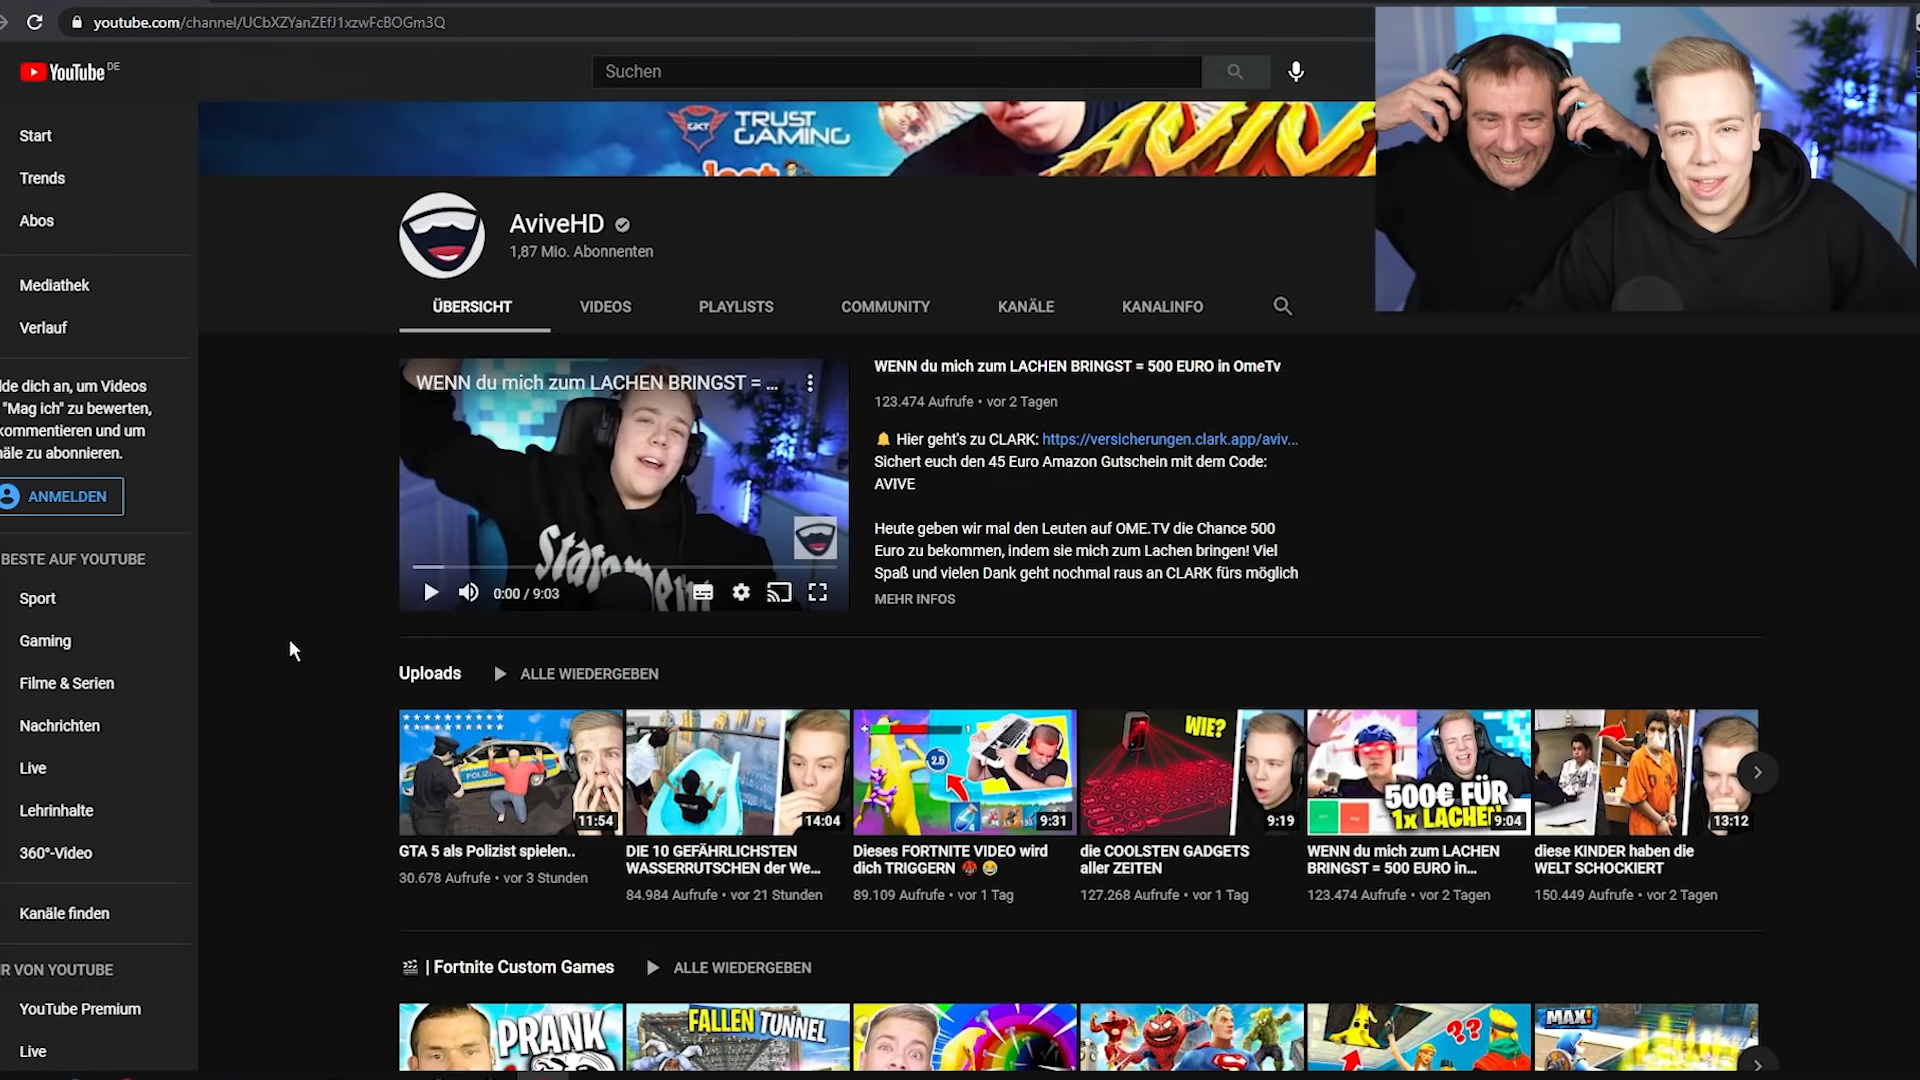 youtube.com/channel/UCbXZYanZEfJ1xzwFcBOGm3Q
YouTube DE
Suchen
TRUST
GAMING
Start
Trends
Abos
AviveHD
1,87 Mio. Abonnenten
ÜBERSICHT
VIDEOS
PLAYLISTS
COMMUNITY
KANÄLE
KANALINFO
Mediathek
Verlauf
lde dich an, um Videos
"Mag ich" zu bewerten,
kommentieren und um
näle zu abonnieren.
ANMELDEN
BESTE AUF YOUTUBE
Sport
Gaming
Filme & Serien
Nachrichten
Live
Lehrinhalte
360°-Video
Kanäle finden
R VON YOUTUBE
YouTube Premium
Live
WENN du mich zum LACHEN BRINGST = ...
Statement
0:00 / 9:03
WENN du mich zum LACHEN BRINGST = 500 EURO in OmeTv
123.474 Aufrufe • vor 2 Tagen
🔔 Hier geht's zu CLARK: https://versicherungen.clark.app/aviv...
Sichert euch den 45 Euro Amazon Gutschein mit dem Code:
AVIVE
Heute geben wir mal den Leuten auf OME.TV die Chance 500
Euro zu bekommen, indem sie mich zum Lachen bringen! Viel
Spaß und vielen Dank geht nochmal raus an CLARK fürs möglich
MEHR INFOS
Uploads
ALLE WIEDERGEBEN
POLIZEI
11:54
GTA 5 als Polizist spielen..
30.678 Aufrufe • vor 3 Stunden
14:04
DIE 10 GEFÄHRLICHSTEN
WASSERRUTSCHEN der We...
84.984 Aufrufe • vor 21 Stunden
2.5
9:31
Dieses FORTNITE VIDEO wird
dich TRIGGERN 👹 😂
89.109 Aufrufe • vor 1 Tag
WIE?
9:19
die COOLSTEN GADGETS
aller ZEITEN
127.268 Aufrufe • vor 1 Tag
500€ FÜR
1x LACHEN
9:04
WENN du mich zum LACHEN
BRINGST = 500 EURO in...
123.474 Aufrufe • vor 2 Tagen
13:12
diese KINDER haben die
WELT SCHOCKIERT
150.449 Aufrufe • vor 2 Tagen
🎬 | Fortnite Custom Games
ALLE WIEDERGEBEN
PRANK
FALLEN TUNNEL
??
MAX!